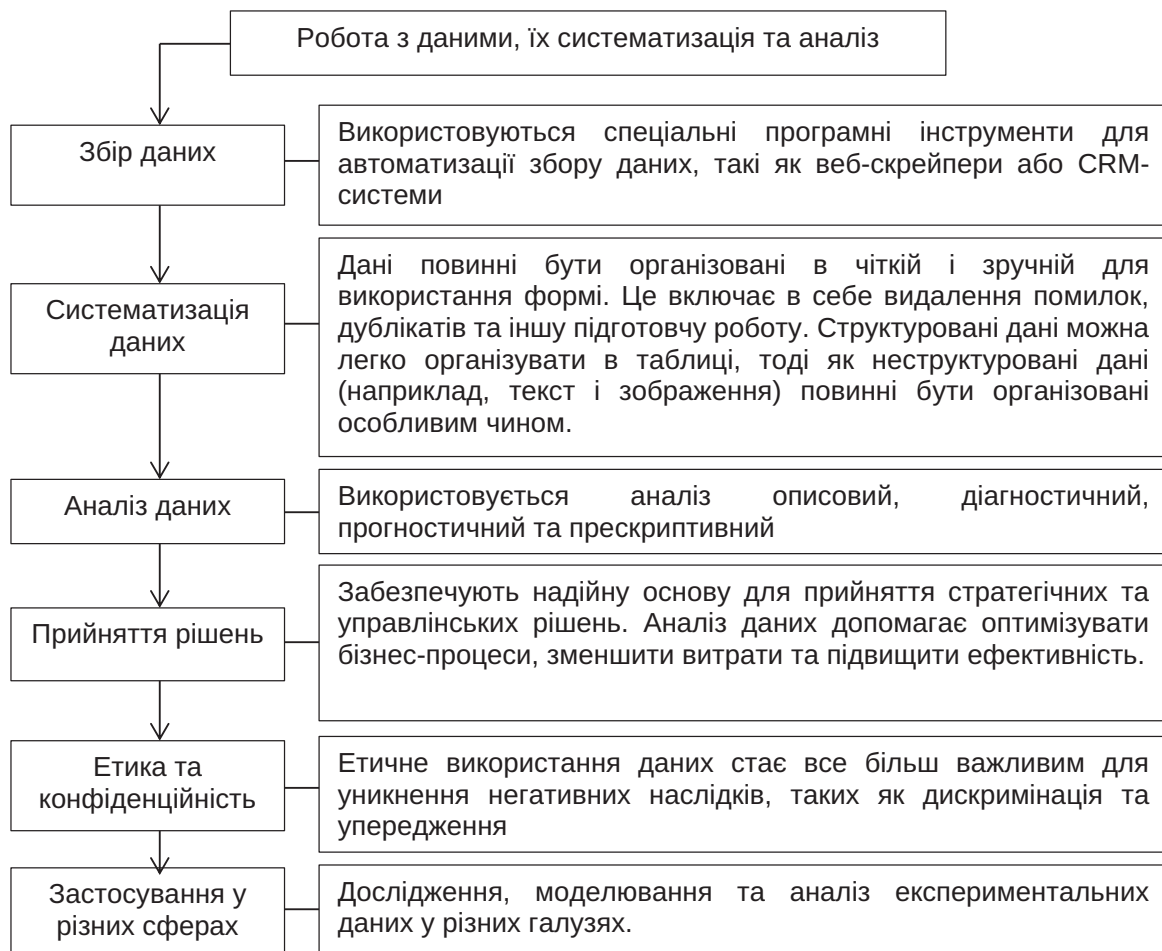 Робота з даними, їх систематизація та аналіз
Збір даних
Використовуються спеціальні програмні інструменти для
автоматизації збору даних, такі як веб-скрейпери або CRM-
системи
Систематизація
даних
Дані повинні бути організовані в чіткій і зручній для
використання формі. Це включає в себе видалення помилок,
дублікатів та іншу підготовчу роботу. Структуровані дані можна
легко організувати в таблиці, тоді як неструктуровані дані
(наприклад, текст і зображення) повинні бути організовані
особливим чином.
Аналіз даних
Використовується аналіз описовий, діагностичний,
прогностичний та прескриптивний
Прийняття рішень
Забезпечують надійну основу для прийняття стратегічних та
управлінських рішень. Аналіз даних допомагає оптимізувати
бізнес-процеси, зменшити витрати та підвищити ефективність.
Етика та
конфіденційність
Етичне використання даних стає все більш важливим для
уникнення негативних наслідків, таких як дискримінація та
упередження
Застосування у
різних сферах
Дослідження, моделювання та аналіз експериментальних
даних у різних галузях.